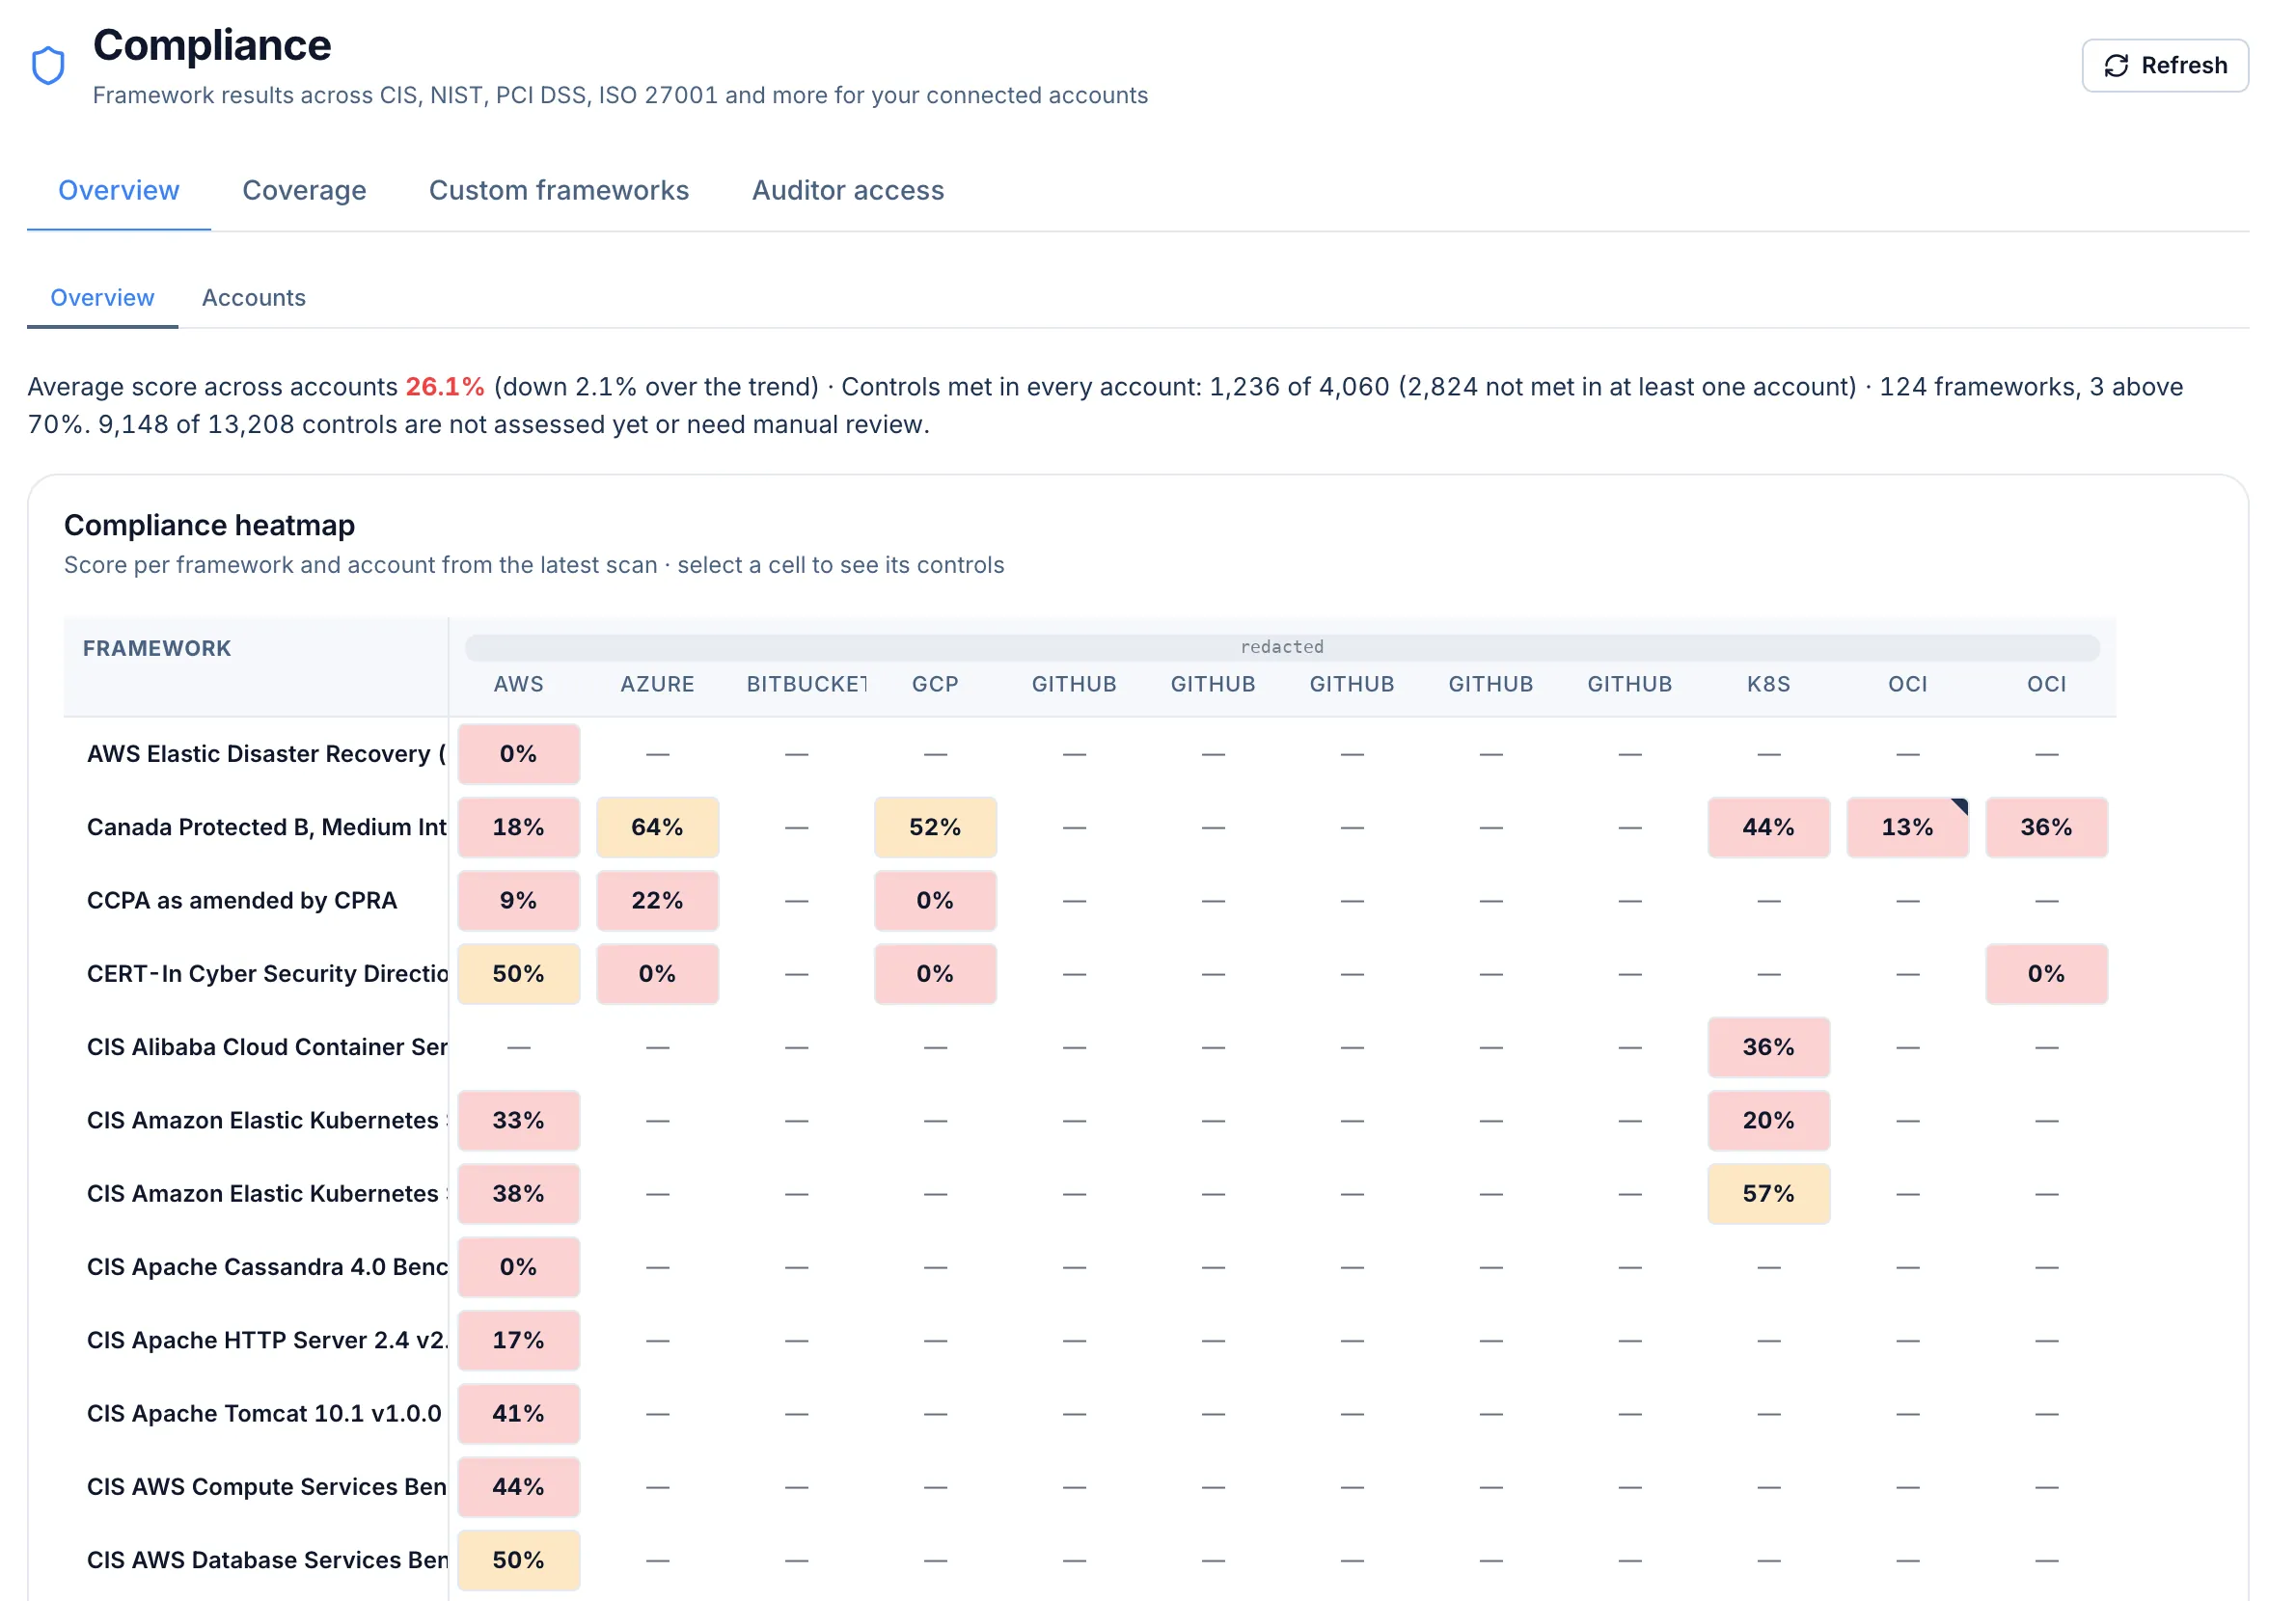 Compliance
Framework results across CIS, NIST, PCI DSS, ISO 27001 and more for your connected accounts
Refresh
Overview Coverage Custom frameworks Auditor access
Overview Accounts
Average score across accounts 26.1% (down 2.1% over the trend) · Controls met in every account: 1,236 of 4,060 (2,824 not met in at least one account) · 124 frameworks, 3 above
70%. 9,148 of 13,208 controls are not assessed yet or need manual review.
Compliance heatmap
Score per framework and account from the latest scan · select a cell to see its controls
FRAMEWORK redacted
AWS AZURE BITBUCKET GCP GITHUB GITHUB GITHUB GITHUB GITHUB K8S OCI OCI
AWS Elastic Disaster Recovery ( 0% — — — — — — — — — — —
Canada Protected B, Medium Int 18% 64% — 52% — — — — — 44% 13% 36%
CCPA as amended by CPRA 9% 22% — 0% — — — — — — — —
CERT-In Cyber Security Directio 50% 0% — 0% — — — — — — — 0%
CIS Alibaba Cloud Container Ser — — — — — — — — — 36% — —
CIS Amazon Elastic Kubernetes 33% — — — — — — — — 20% — —
CIS Amazon Elastic Kubernetes 38% — — — — — — — — 57% — —
CIS Apache Cassandra 4.0 Benc 0% — — — — — — — — — — —
CIS Apache HTTP Server 2.4 v2. 17% — — — — — — — — — — —
CIS Apache Tomcat 10.1 v1.0.0 41% — — — — — — — — — — —
CIS AWS Compute Services Ben 44% — — — — — — — — — — —
CIS AWS Database Services Ben 50% — — — — — — — — — — —